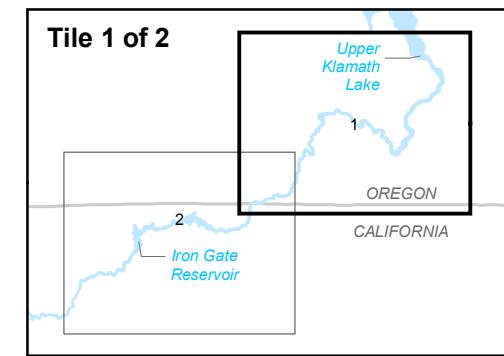 Tile 1 of 2
Upper
Klamath
Lake
1
OREGON
2
CALIFORNIA
Iron Gate
Reservoir